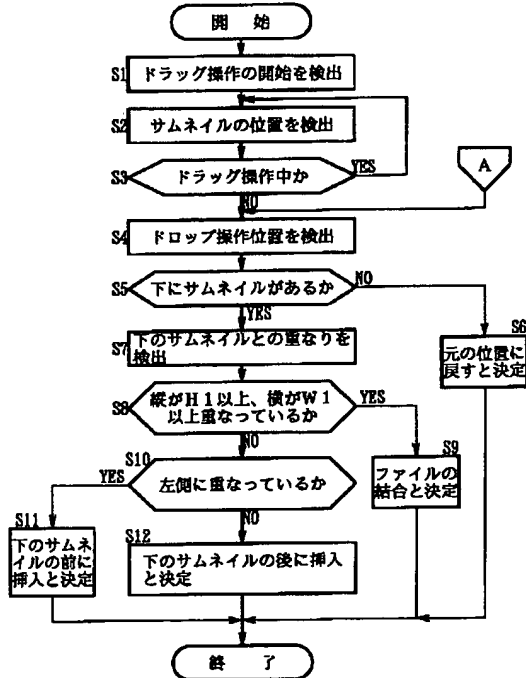 開 始
S1
ドラッグ操作の開始を検出
S2
サムネイルの位置を検出
S3
ドラッグ操作中か
YES
NO
A
S4
ドロップ操作位置を検出
S5
下にサムネイルがあるか
NO
YES
S6
元の位置に
戻すと決定
S7
下のサムネイルとの重なりを
検出
S8
縦がH1以上、横がW1
以上重なっているか
YES
NO
S9
ファイルの
結合と決定
S10
左側に重なっているか
YES
NO
S11
下のサムネ
イルの前に
挿入と決定
S12
下のサムネイルの後に挿入
と決定
終 了